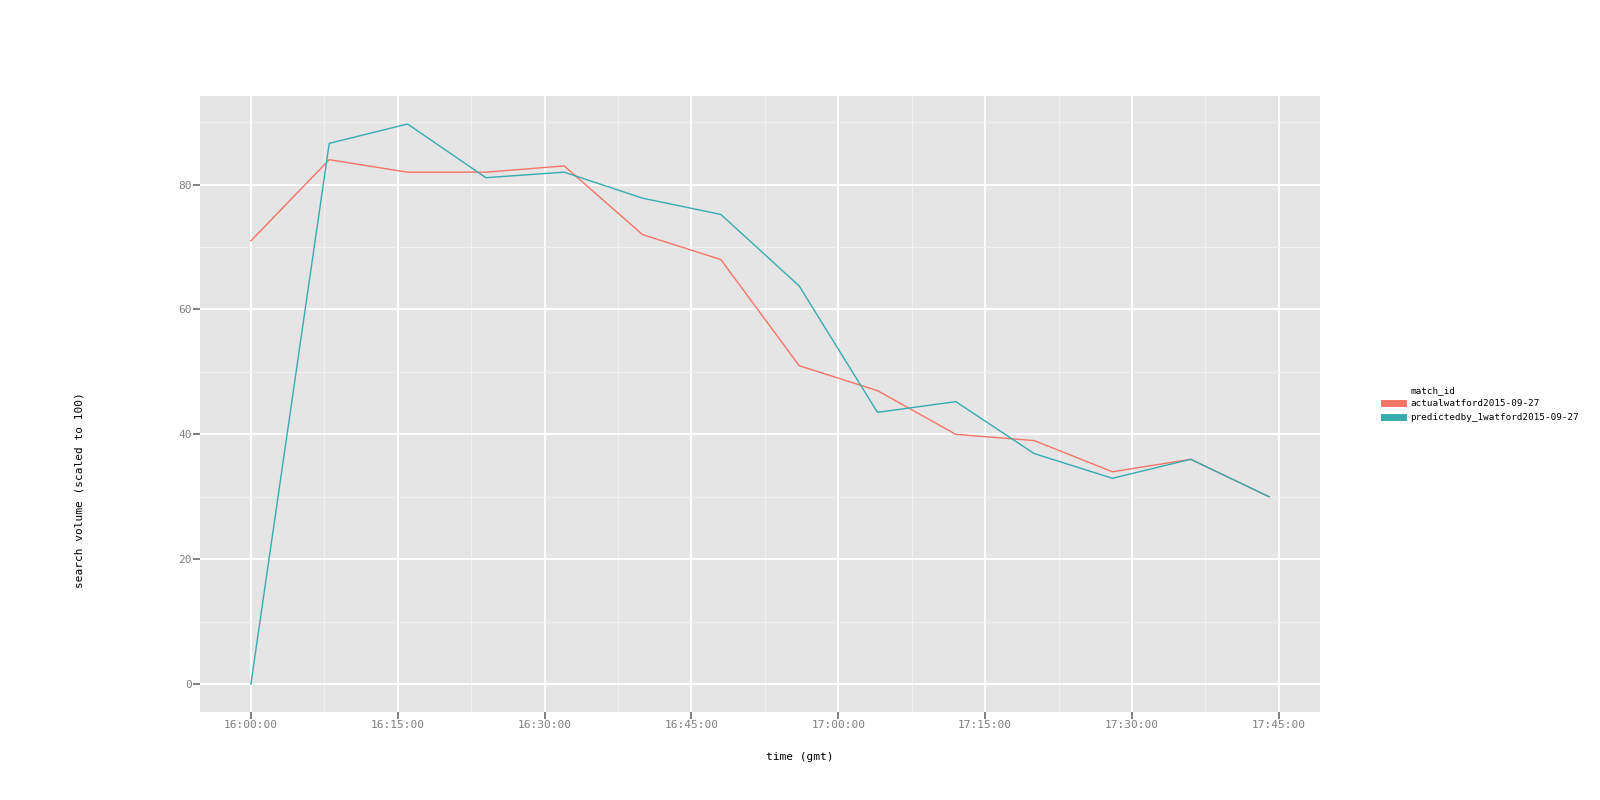 80
60
40
20
0
search volume (scaled to 100)
16:00:00 16:15:00 16:30:00 16:45:00 17:00:00 17:15:00 17:30:00 17:45:00
time (gmt)
match_id
actualwatford2015-09-27
predictedby_1watford2015-09-27